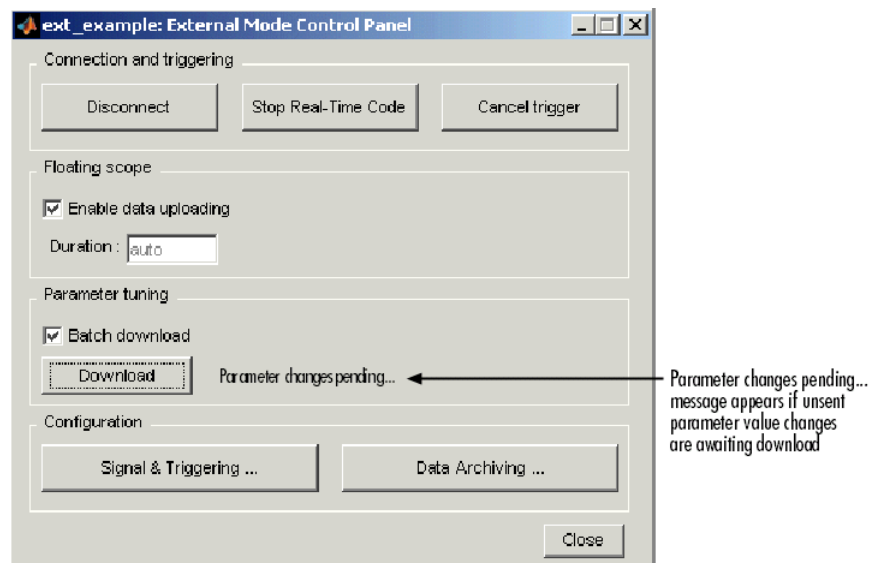 ext_example: External Mode Control Panel
Connection and triggering
Disconnect
Stop Real-Time Code
Cancel trigger
Floating scope
Enable data uploading
Duration : auto
Parameter tuning
Batch download
Download
Parameter changes pending...
Parameter changes pending...
message appears if unsent
parameter value changes
are awaiting download
Configuration
Signal & Triggering ...
Data Archiving ...
Close